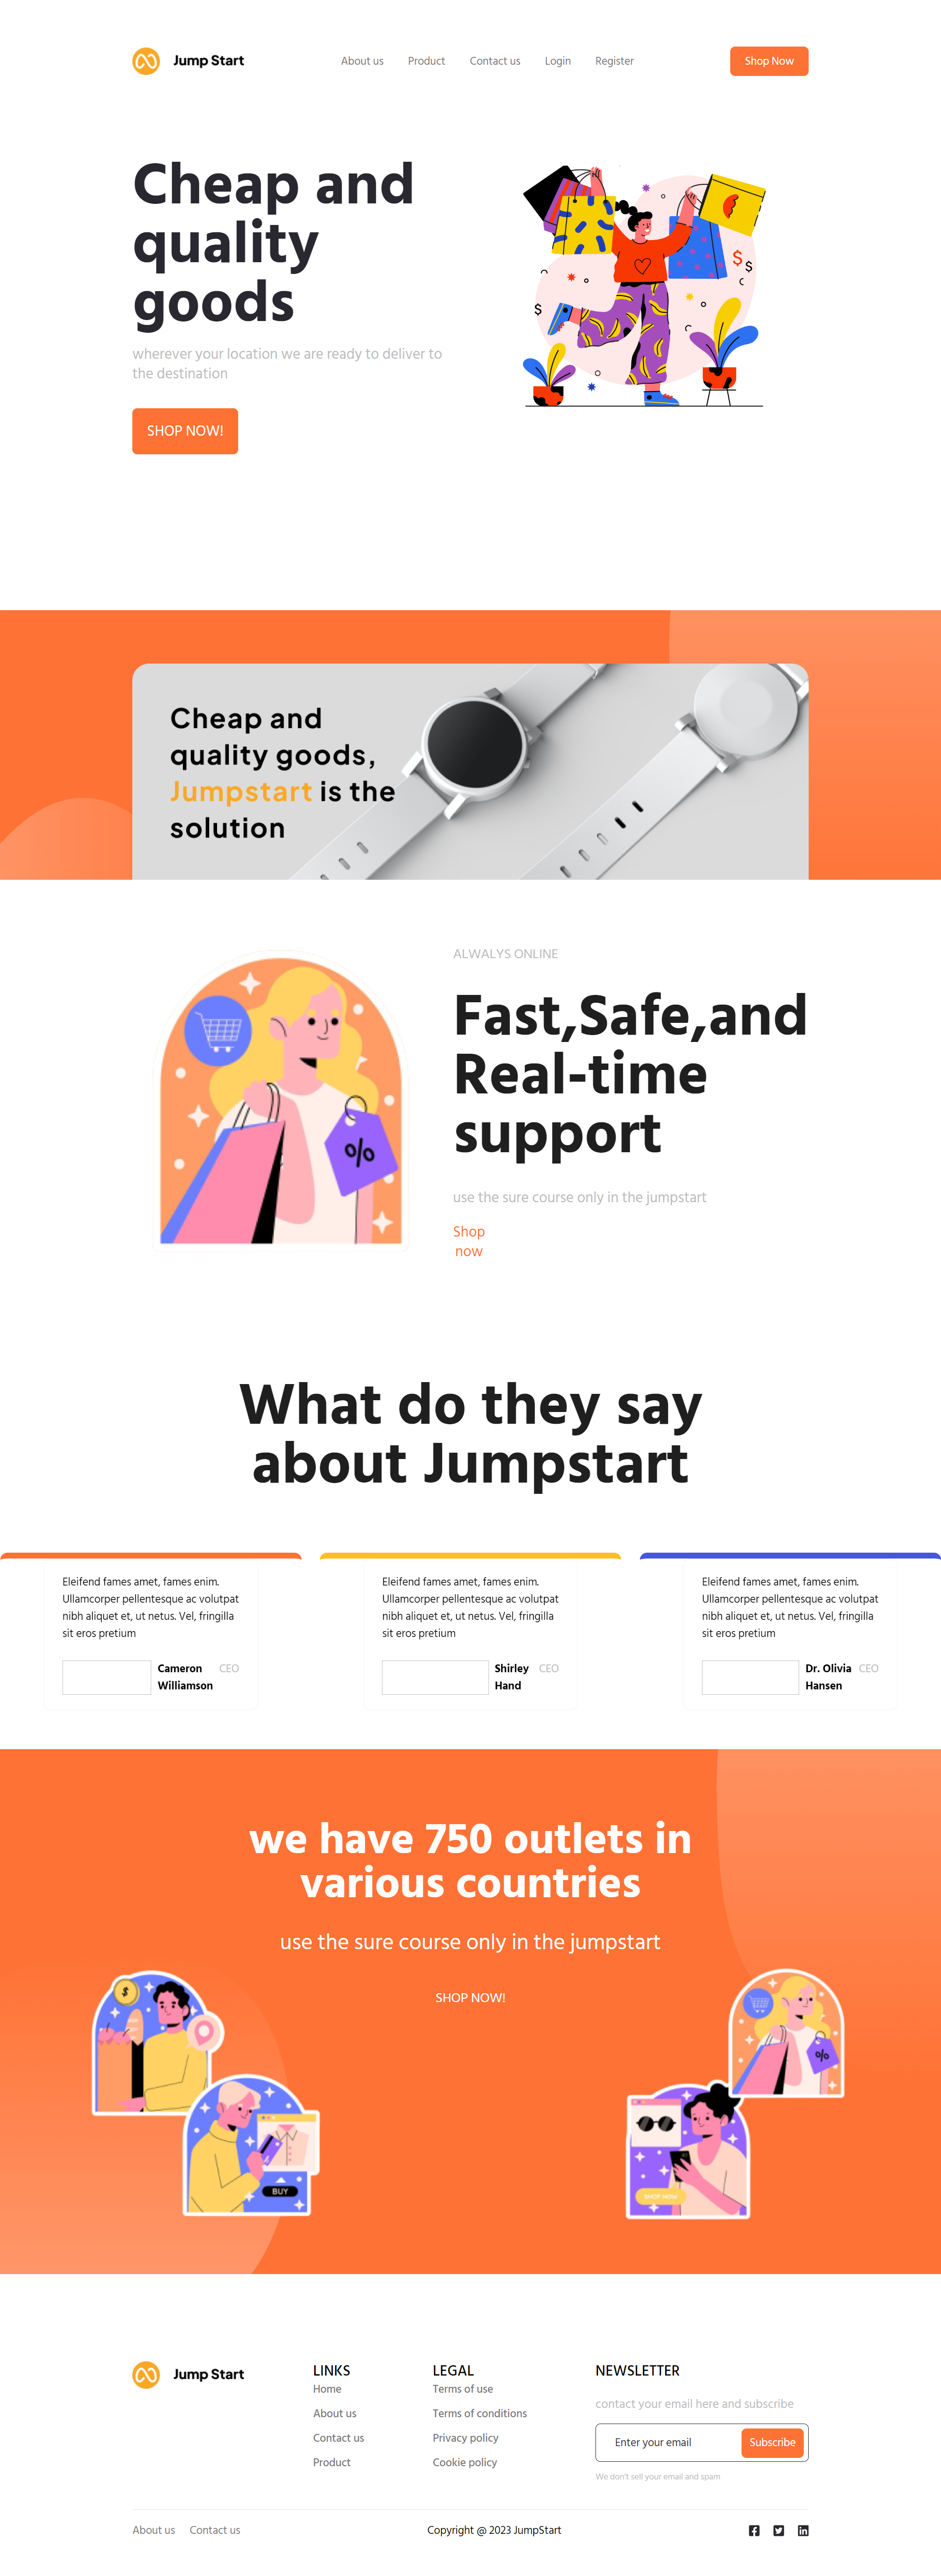 Jump Start
About us
Product
Contact us
Login
Register
Shop Now
Cheap and
quality
goods
wherever your location we are ready to deliver to
the destination
SHOP NOW!
$
$
$
Cheap and
quality goods,
Jumpstart is the
solution
ALWALYS ONLINE
Fast,Safe,and
Real-time
support
%
use the sure course only in the jumpstart
Shop
now
What do they say
about Jumpstart
Eleifend fames amet, fames enim.
Ullamcorper pellentesque ac volutpat
nibh aliquet et, ut netus. Vel, fringilla
sit eros pretium
Cameron
Williamson
CEO
Eleifend fames amet, fames enim.
Ullamcorper pellentesque ac volutpat
nibh aliquet et, ut netus. Vel, fringilla
sit eros pretium
Shirley
Hand
CEO
Eleifend fames amet, fames enim.
Ullamcorper pellentesque ac volutpat
nibh aliquet et, ut netus. Vel, fringilla
sit eros pretium
Dr. Olivia
Hansen
CEO
we have 750 outlets in
various countries
use the sure course only in the jumpstart
SHOP NOW!
$
BUY
%
SHOP NOW
Jump Start
LINKS
Home
About us
Contact us
Product
LEGAL
Terms of use
Terms of conditions
Privacy policy
Cookie policy
NEWSLETTER
contact your email here and subscribe
Enter your email
Subscribe
We don't sell your email and spam
About us
Contact us
Copyright @ 2023 JumpStart